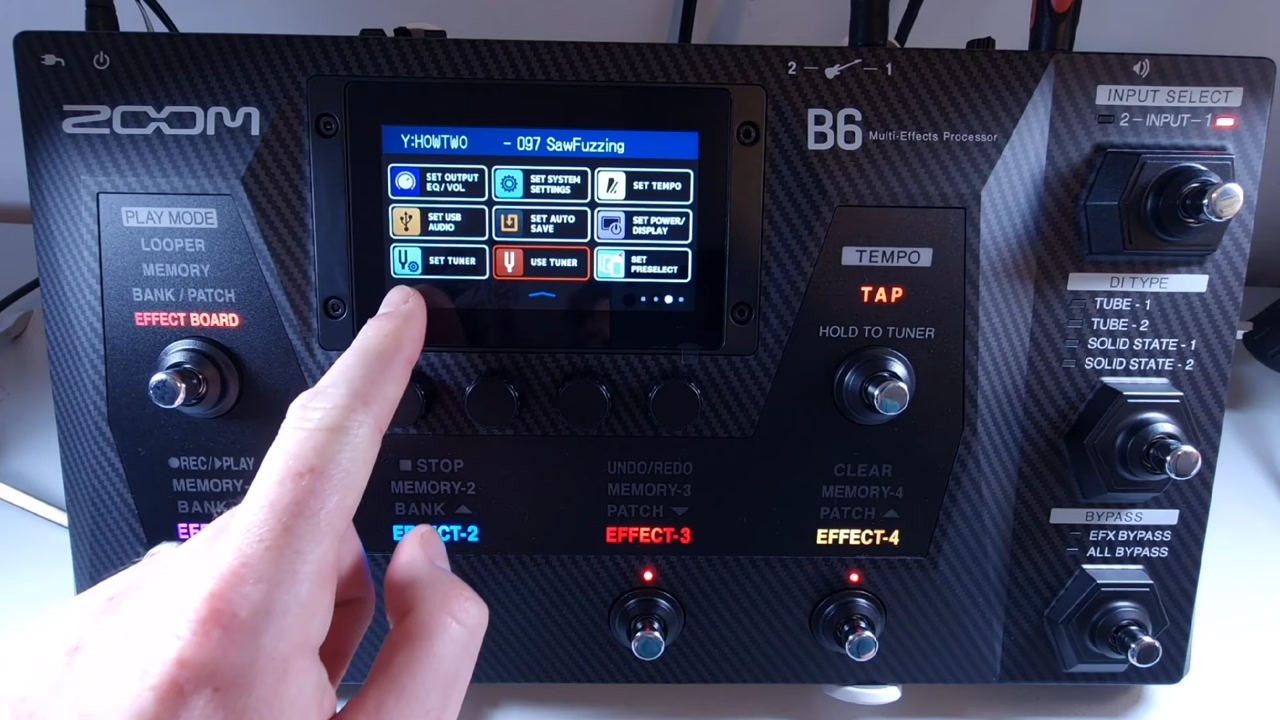 ZOOM
2 - 1
B6 Multi-Effects Processor
INPUT SELECT
2 - INPUT - 1
Y:HOWTWO - 097 SawFuzzing
SET OUTPUT EQ / VOL
SET SYSTEM SETTINGS
SET TEMPO
SET USB AUDIO
SET AUTO SAVE
SET POWER/ DISPLAY
SET TUNER
USE TUNER
SET PRESELECT
PLAY MODE
LOOPER
MEMORY
BANK / PATCH
EFFECT BOARD
TEMPO
TAP
HOLD TO TUNER
DI TYPE
TUBE - 1
TUBE - 2
SOLID STATE - 1
SOLID STATE - 2
REC/▶PLAY
MEMORY-
BANK
■STOP
MEMORY-2
BANK ▲
EFFECT-2
UNDO/REDO
MEMORY-3
PATCH ▼
EFFECT-3
CLEAR
MEMORY-4
PATCH ▲
EFFECT-4
BYPASS
EFX BYPASS
ALL BYPASS